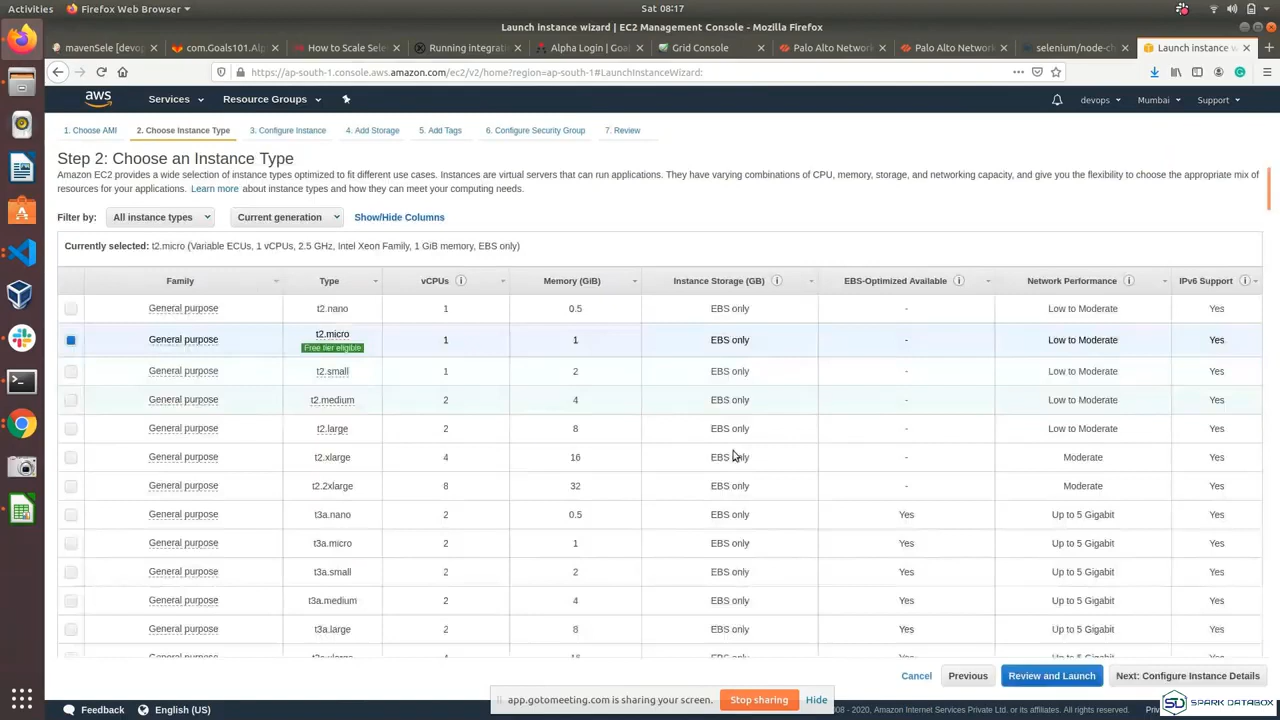 Activities Firefox Web Browser Sat 08:17
Launch instance wizard | EC2 Management Console - Mozilla Firefox
mavenSele [devop com.Goals101.Al How to Scale Sele Running integrati Alpha Login | Goal Grid Console Palo Alto Network Palo Alto Network selenium/node-ch Launch instance w
https://ap-south-1.console.aws.amazon.com/ec2/v2/home?region=ap-south-1#LaunchInstanceWizard:
aws Services Resource Groups devops Mumbai Support
1. Choose AMI 2. Choose Instance Type 3. Configure Instance 4. Add Storage 5. Add Tags 6. Configure Security Group 7. Review
Step 2: Choose an Instance Type
Amazon EC2 provides a wide selection of instance types optimized to fit different use cases. Instances are virtual servers that can run applications. They have varying combinations of CPU, memory, storage, and networking capacity, and give you the flexibility to choose the appropriate mix of
resources for your applications. Learn more about instance types and how they can meet your computing needs.
Filter by: All instance types Current generation Show/Hide Columns
Currently selected: t2.micro (Variable ECUs, 1 vCPUs, 2.5 GHz, Intel Xeon Family, 1 GiB memory, EBS only)
Family Type vCPUs Memory (GiB) Instance Storage (GB) EBS-Optimized Available Network Performance IPv6 Support
General purpose t2.nano 1 0.5 EBS only - Low to Moderate Yes
General purpose t2.micro 1 1 EBS only - Low to Moderate Yes
Free tier eligible
General purpose t2.small 1 2 EBS only - Low to Moderate Yes
General purpose t2.medium 2 4 EBS only - Low to Moderate Yes
General purpose t2.large 2 8 EBS only - Low to Moderate Yes
General purpose t2.xlarge 4 16 EBS only - Moderate Yes
General purpose t2.2xlarge 8 32 EBS only - Moderate Yes
General purpose t3a.nano 2 0.5 EBS only Yes Up to 5 Gigabit Yes
General purpose t3a.micro 2 1 EBS only Yes Up to 5 Gigabit Yes
General purpose t3a.small 2 2 EBS only Yes Up to 5 Gigabit Yes
General purpose t3a.medium 2 4 EBS only Yes Up to 5 Gigabit Yes
General purpose t3a.large 2 8 EBS only Yes Up to 5 Gigabit Yes
Cancel Previous Review and Launch Next: Configure Instance Details
app.gotomeeting.com is sharing your screen. Stop sharing Hide
Feedback English (US) 08 - 2020, Amazon Internet Services Private Ltd. or its affiliates. All rights reserved.
SPARK DATABOX